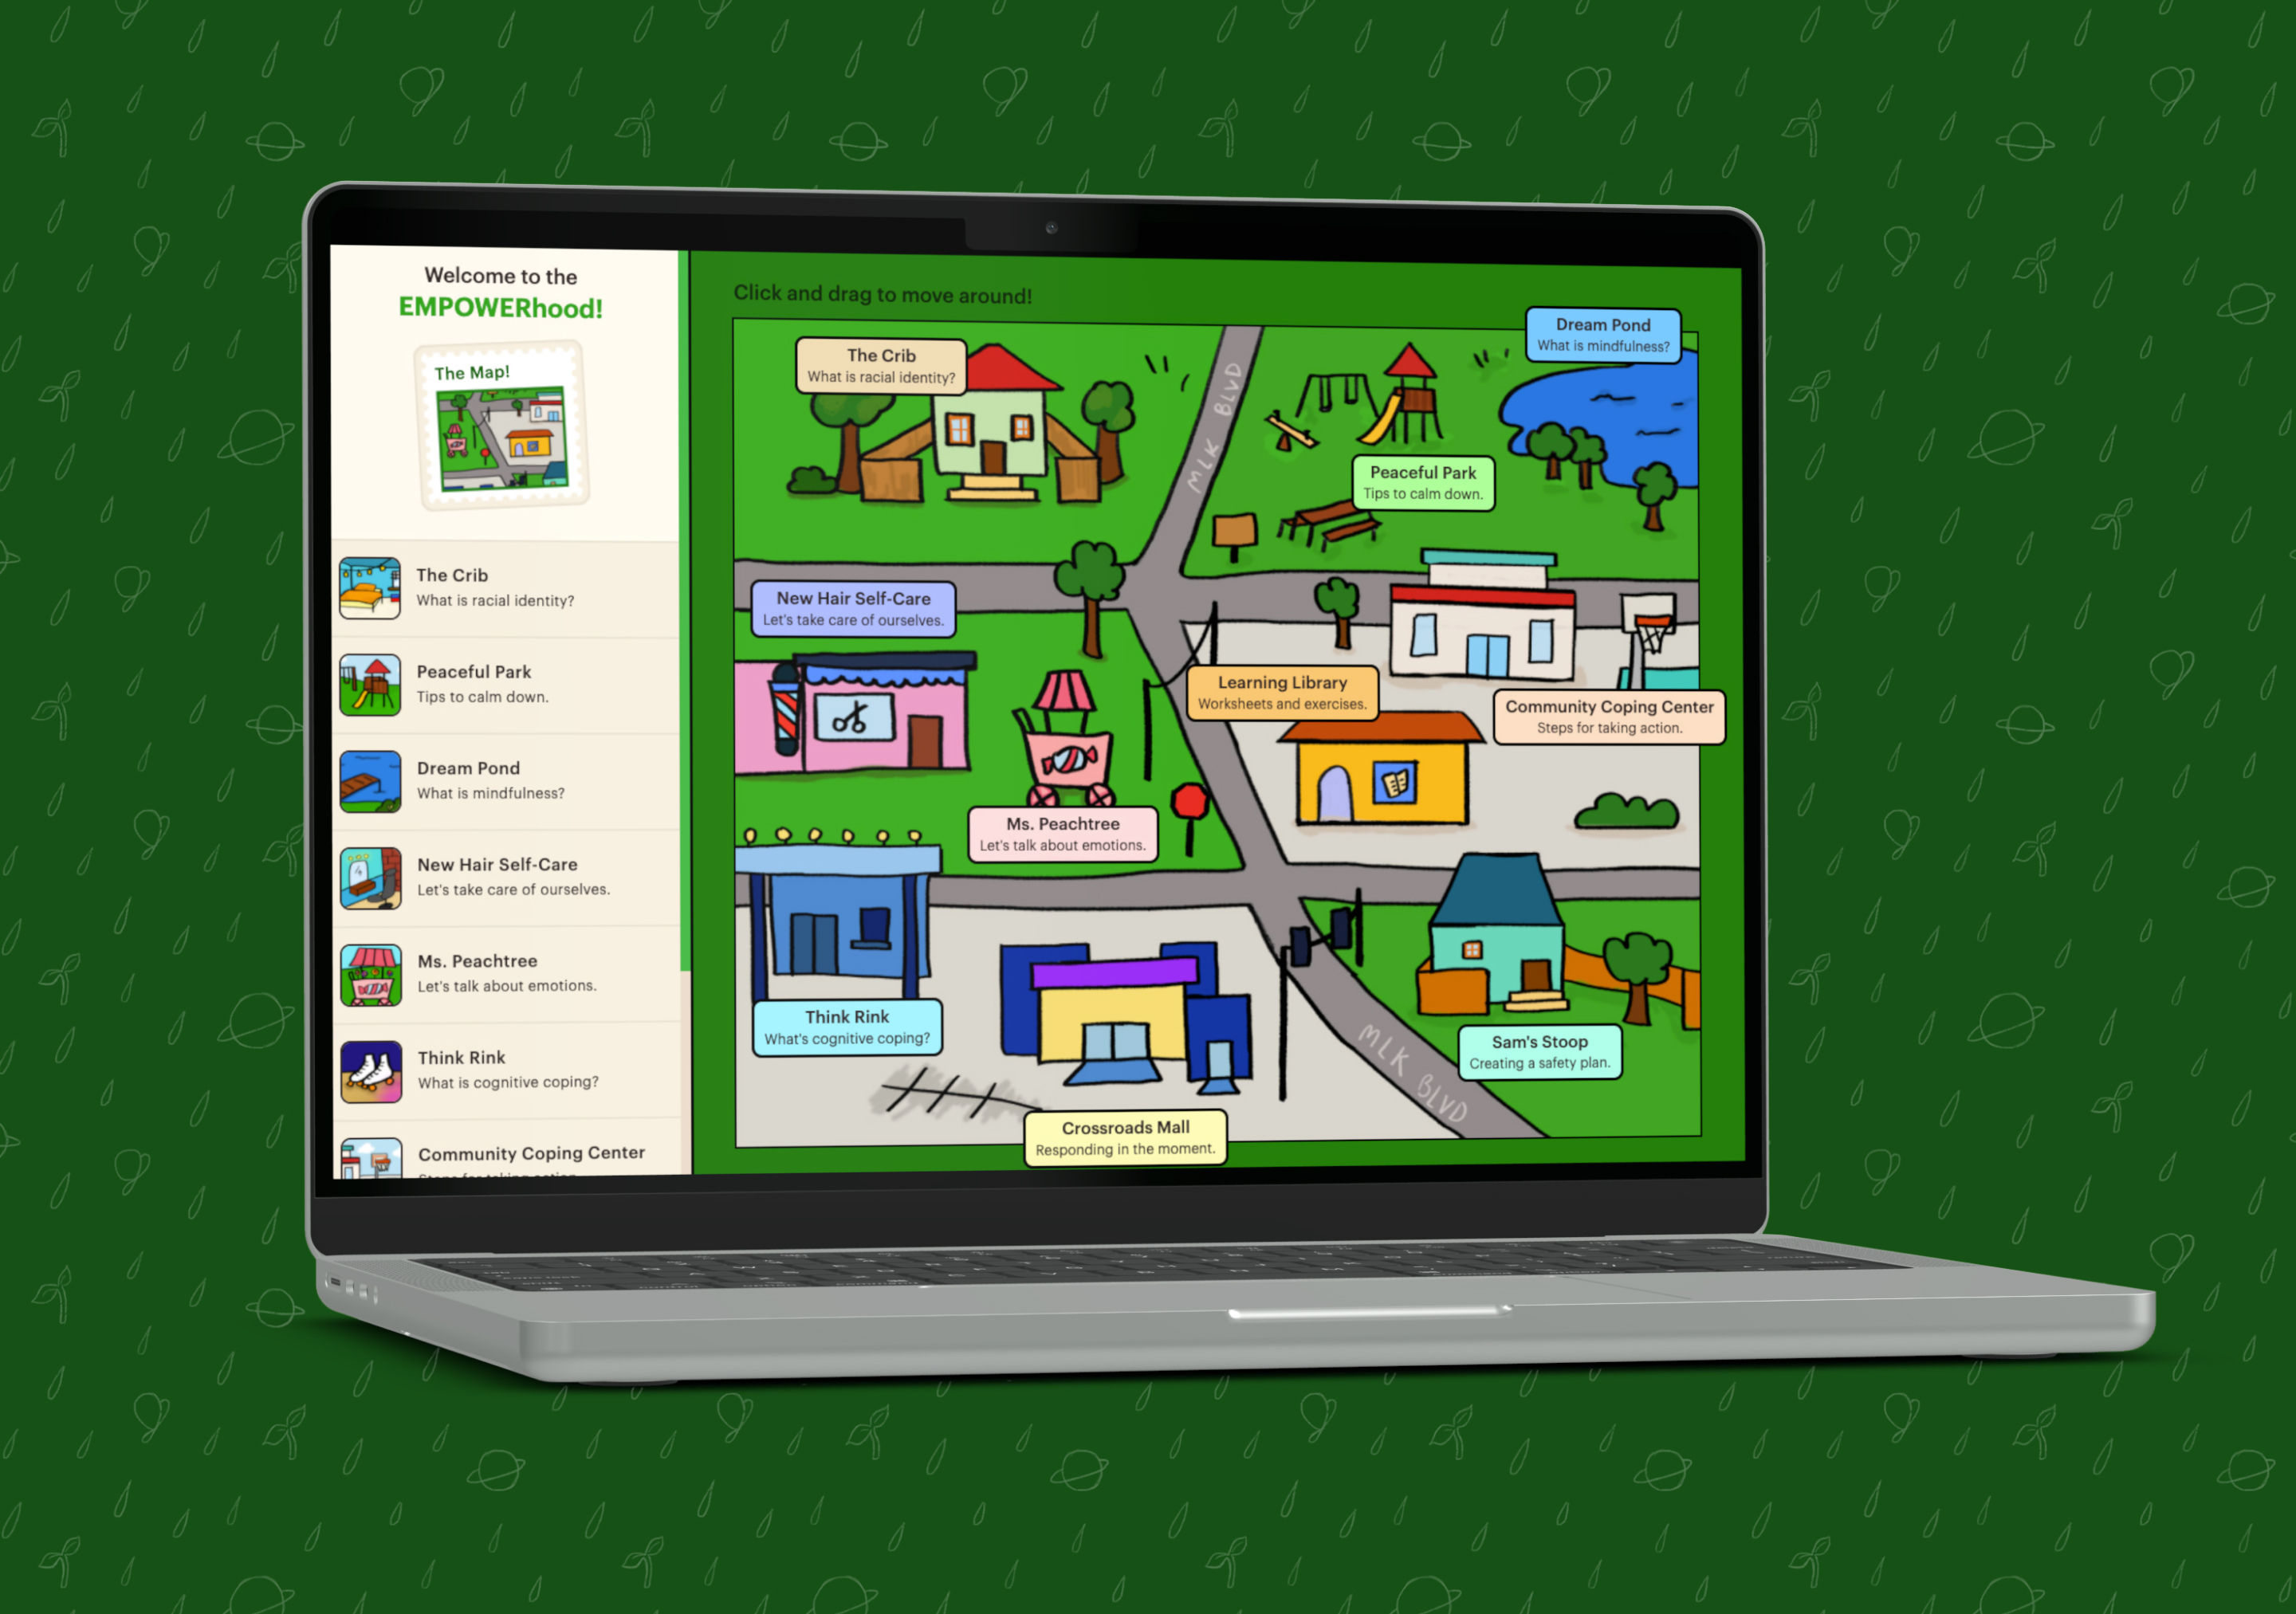 Welcome to the
EMPOWERhood!
The Map!
The Crib
What is racial identity?
Peaceful Park
Tips to calm down.
Dream Pond
What is mindfulness?
New Hair Self-Care
Let's take care of ourselves.
Ms. Peachtree
Let's talk about emotions.
Think Rink
What is cognitive coping?
Community Coping Center
Click and drag to move around!
Dream Pond
What is mindfulness?
The Crib
What is racial identity?
MLK BLVD
Peaceful Park
Tips to calm down.
New Hair Self-Care
Let's take care of ourselves.
Learning Library
Worksheets and exercises.
Community Coping Center
Steps for taking action.
Ms. Peachtree
Let's talk about emotions.
Think Rink
What's cognitive coping?
Sam's Stoop
Creating a safety plan.
MLK BLVD
Crossroads Mall
Responding in the moment.